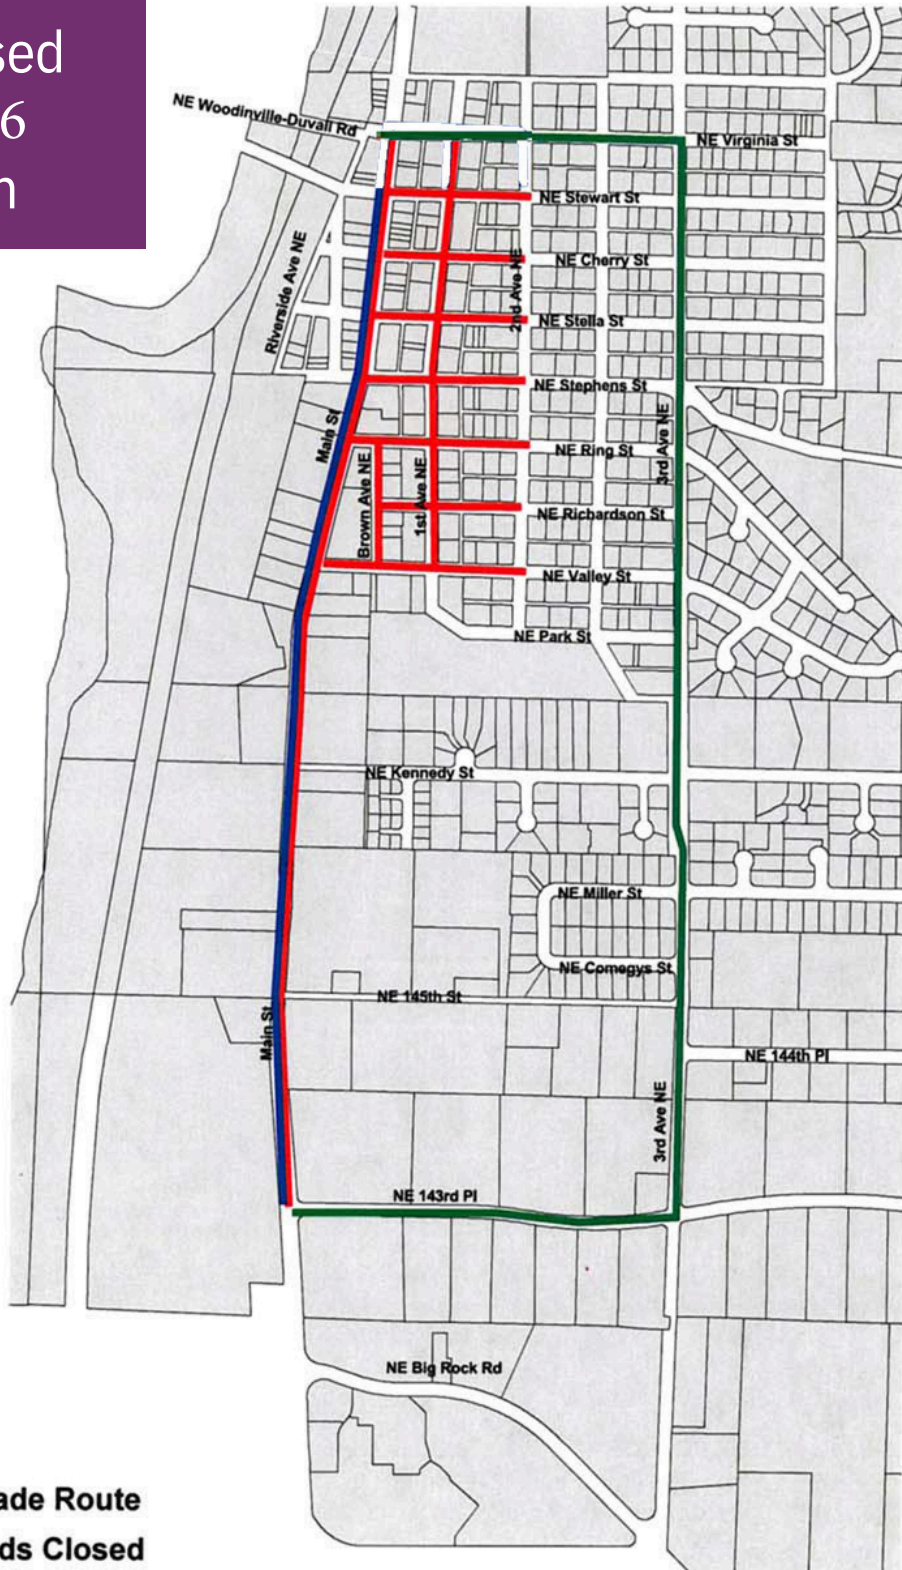 sed
6
n
NE Woodinville-Duvall Rd
NE Virginia St
NE Stewart St
Riverside Ave NE
NE Cherry St
2nd Ave NE
NE Stella St
NE Stephens St
Main St
3rd Ave NE
NE Ring St
Brown Ave NE
1st Ave NE
NE Richardson St
NE Valley St
NE Park St
NE Kennedy St
NE Miller St
NE Comegys St
NE 145th St
Main St
NE 144th Pl
3rd Ave NE
NE 143rd Pl
NE Big Rock Rd
ade Route
ds Closed